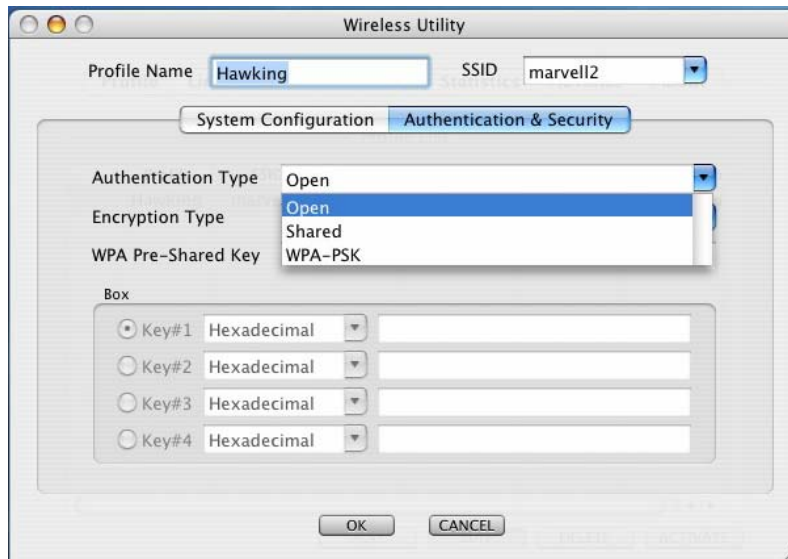 Wireless Utility
Profile Name Hawking SSID marvell2
System Configuration Authentication & Security
Authentication Type Open
Open
Encryption Type
Shared
WPA Pre-Shared Key WPA-PSK
Box
Key#1 Hexadecimal
Key#2 Hexadecimal
Key#3 Hexadecimal
Key#4 Hexadecimal
OK CANCEL